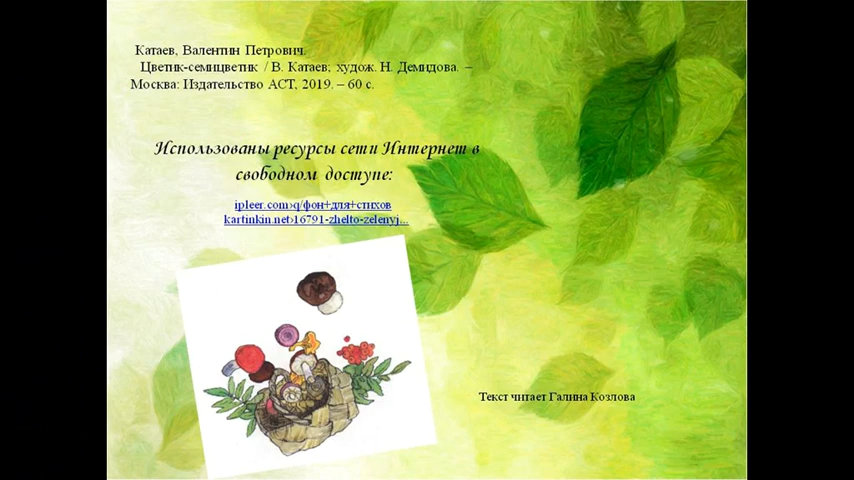 Катаев, Валентин Петрович.
Цветик-семицветик / В. Катаев; худож. Н. Демидова. –
Москва: Издательство АСТ, 2019. – 60 с.
Использованы ресурсы сети Интернет в
свободном доступе:
ipleer.com›q/фон+для+стихов
kartinkin.net›16791-zhelto-zelenyj...
Текст читает Галина Козлова